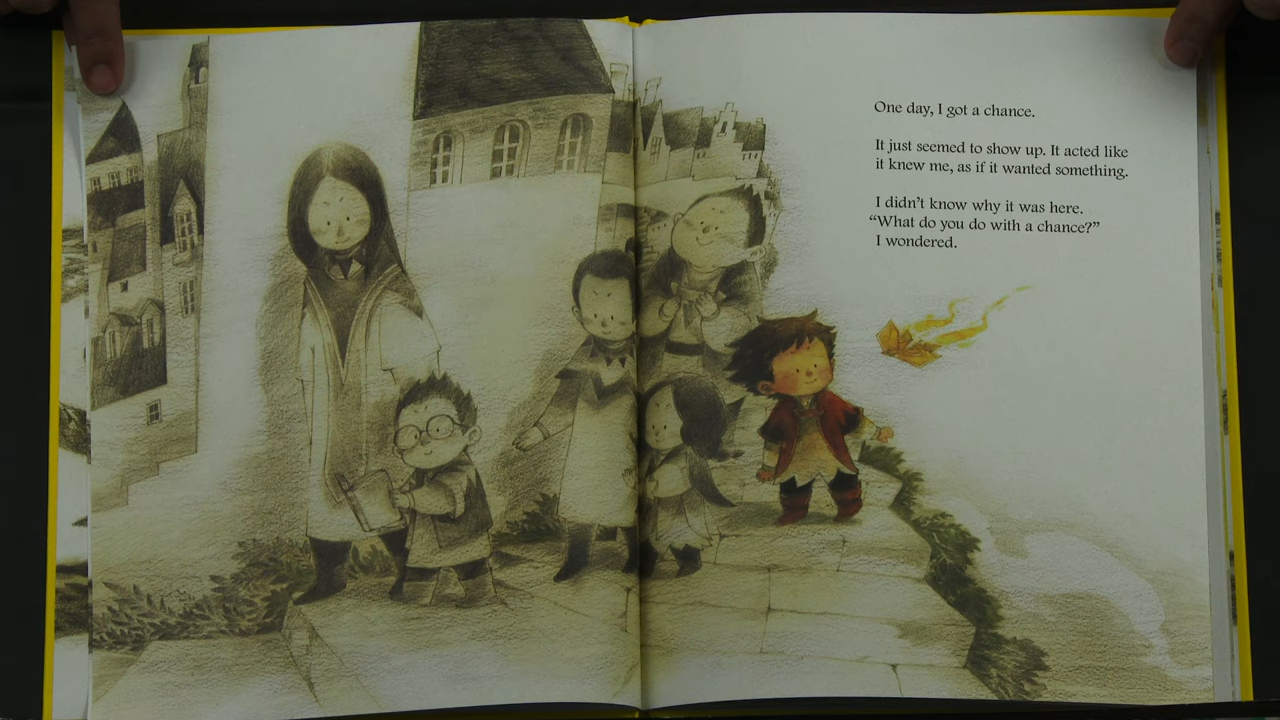 One day, I got a chance.
It just seemed to show up. It acted like
it knew me, as if it wanted something.
I didn’t know why it was here.
“What do you do with a chance?”
I wondered.